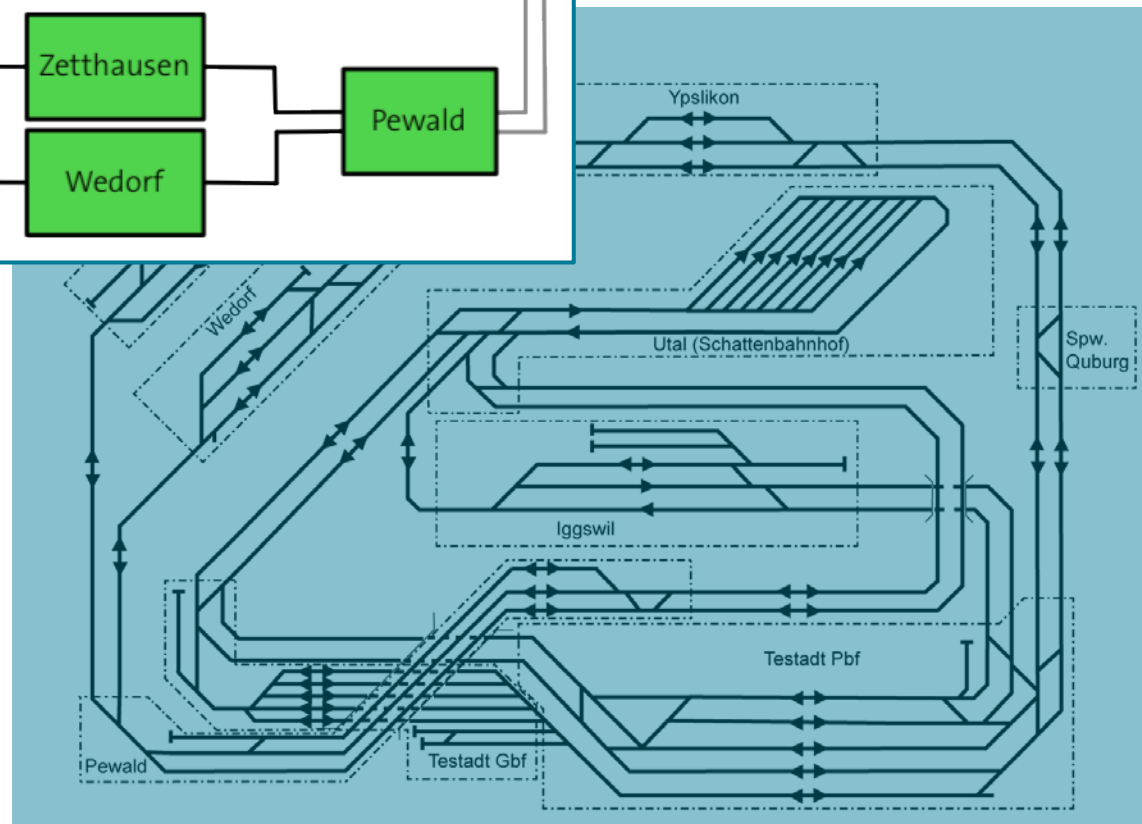 Zetthausen
Pewald
Wedorf
Ypslikon
Wedorf
Utal (Schattenbahnhof)
Spw.
Quburg
Iggswil
Testadt Pbf
Pewald
Testadt Gbf